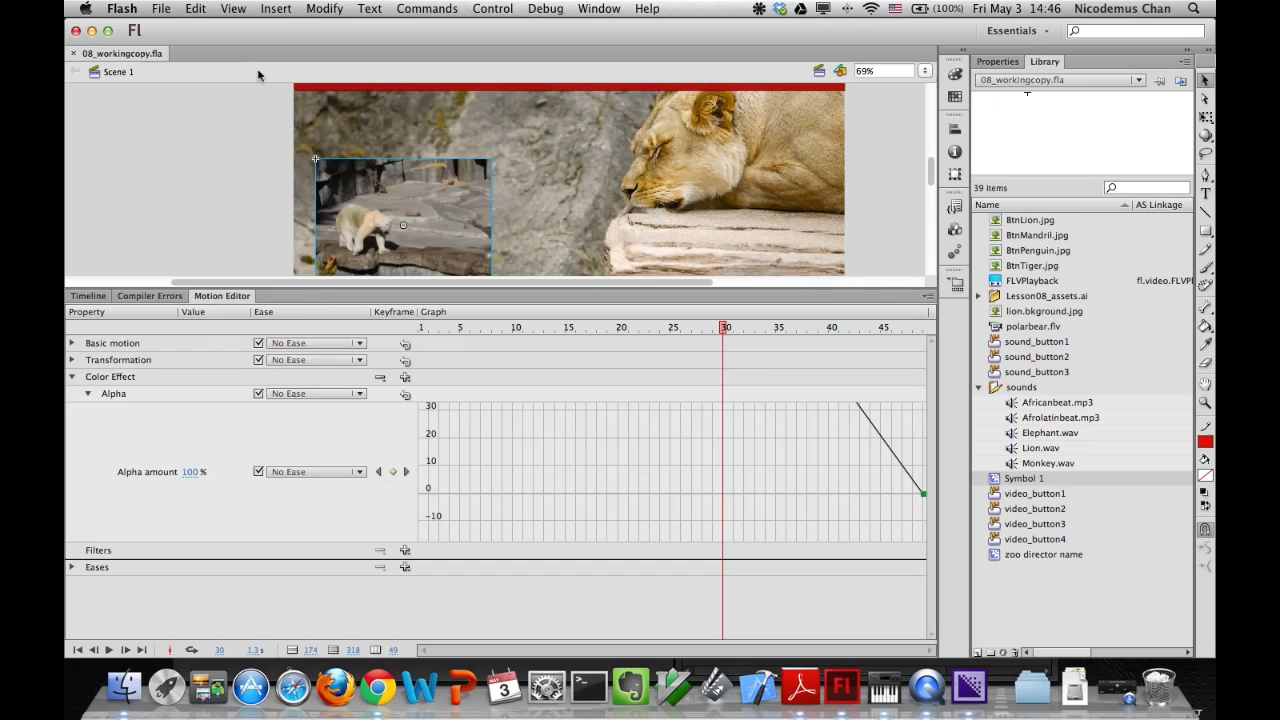 Flash File Edit View Insert Modify Text Commands Control Debug Window Help (100%) Fri May 3 14:46 Nicodemus Chan
Fl Essentials
× 08_workingcopy.fla
Scene 1 69%
Properties Library
08_workingcopy.fla
39 items
Name AS Linkage
BtnLion.jpg
BtnMandril.jpg
BtnPenguin.jpg
BtnTiger.jpg
FLVPlayback fl.video.FLVPl
Lesson08_assets.ai
lion.bkground.jpg
polarbear.flv
sound_button1
sound_button2
sound_button3
sounds
Africanbeat.mp3
Afrolatinbeat.mp3
Elephant.wav
Lion.wav
Monkey.wav
Symbol 1
video_button1
video_button2
video_button3
video_button4
zoo director name
Timeline Compiler Errors Motion Editor
Property Value Ease Keyframe Graph
1 5 10 15 20 25 30 35 40 45
Basic motion No Ease
Transformation No Ease
Color Effect
Alpha No Ease
30
20
10
Alpha amount 100 % No Ease
0
-10
Filters
Eases
30 1.3 s 174 318 49
MAY
3
Fl